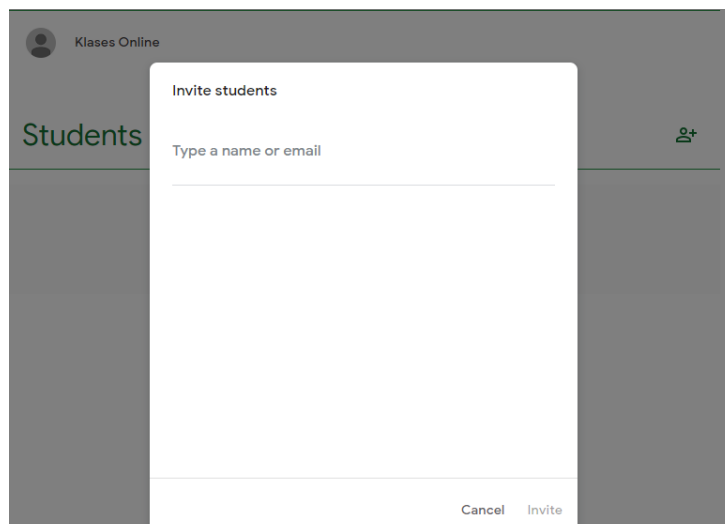 Klases Online
Invite students
Students
Type a name or email
Cancel Invite